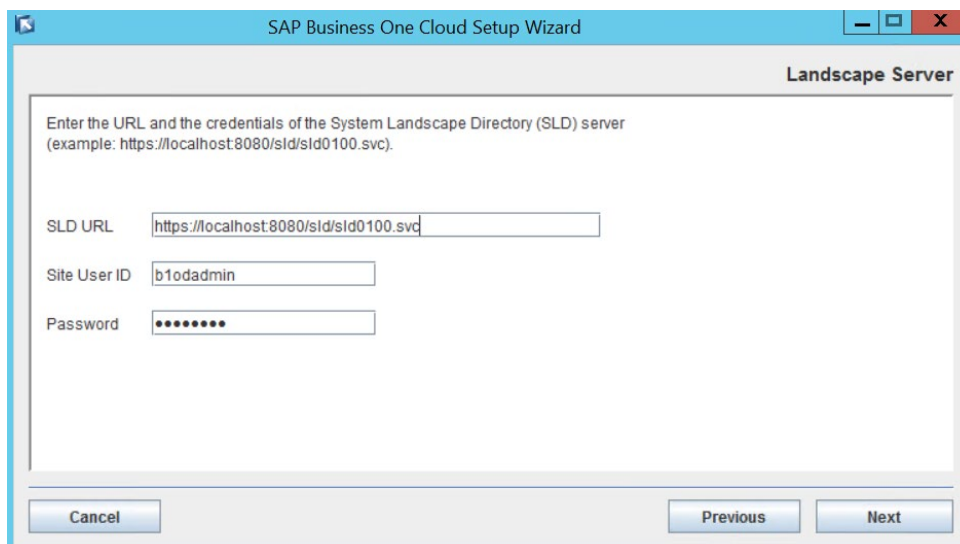 SAP Business One Cloud Setup Wizard
Landscape Server
Enter the URL and the credentials of the System Landscape Directory (SLD) server
(example: https://localhost:8080/sld/sld0100.svc).
SLD URL https://localhost:8080/sld/sld0100.svc
Site User ID b1odadmin
Password ••••••••
Cancel Previous Next